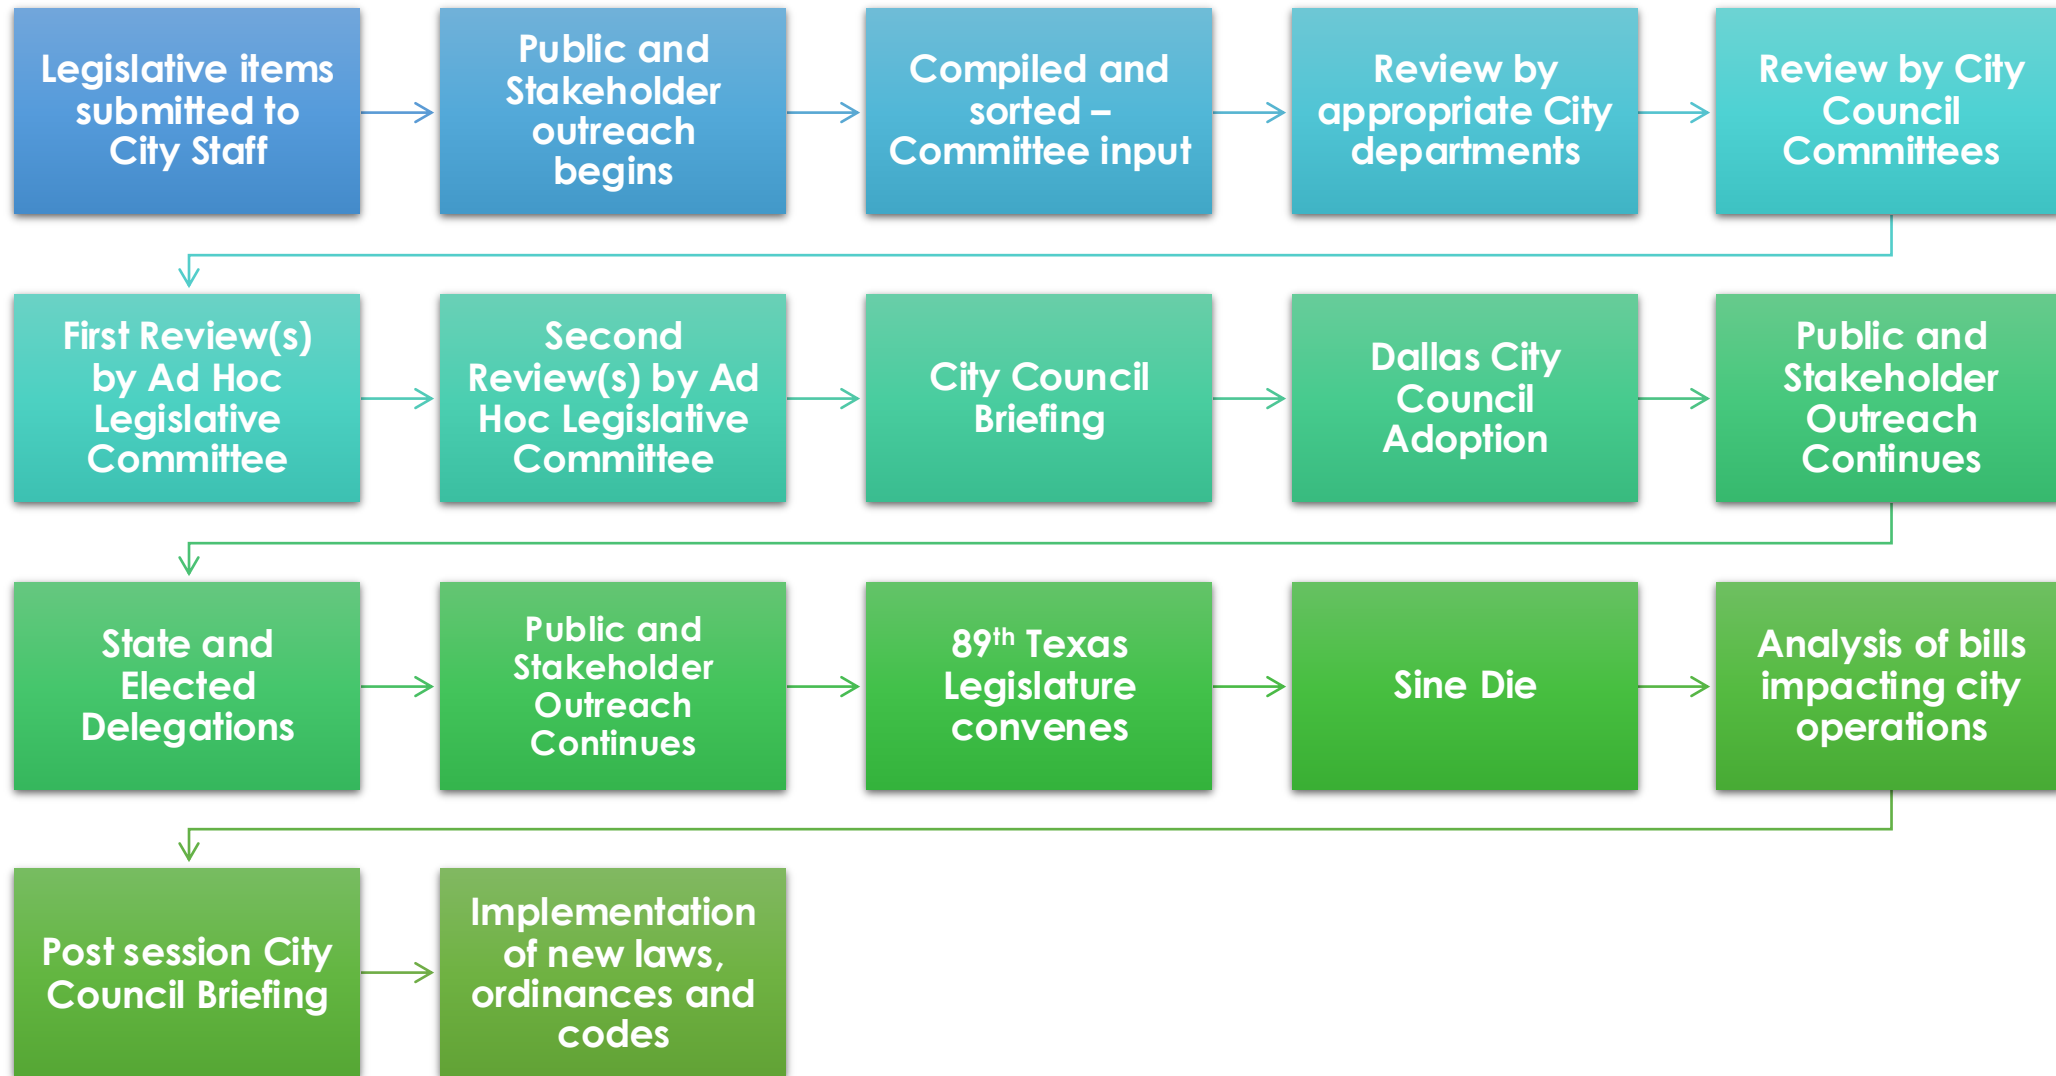 Legislative items
submitted to
City Staff
Public and
Stakeholder
outreach
begins
Compiled and
sorted –
Committee input
Review by
appropriate City
departments
Review by City
Council
Committees
First Review(s)
by Ad Hoc
Legislative
Committee
Second
Review(s) by Ad
Hoc Legislative
Committee
City Council
Briefing
Dallas City
Council
Adoption
Public and
Stakeholder
Outreach
Continues
State and
Elected
Delegations
Public and
Stakeholder
Outreach
Continues
89th Texas
Legislature
convenes
Sine Die
Analysis of bills
impacting city
operations
Post session City
Council Briefing
Implementation
of new laws,
ordinances and
codes